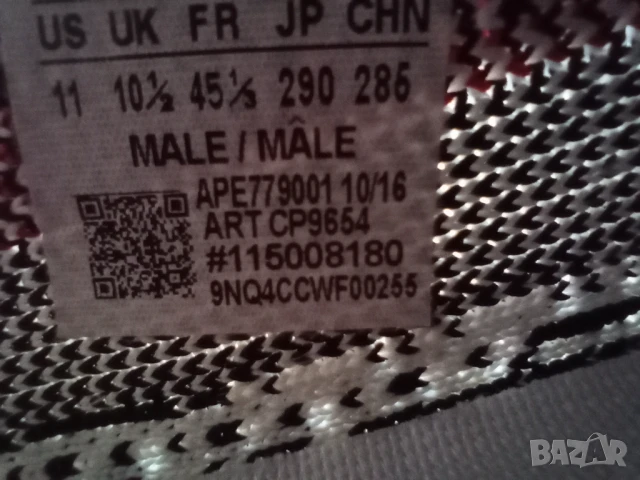 US UK FR JP CHN
11 10½ 45⅓ 290 285
MALE / MÂLE
APE779001 10/16
ART CP9654
#115008180
9NQ4CCWF00255
BAZAR